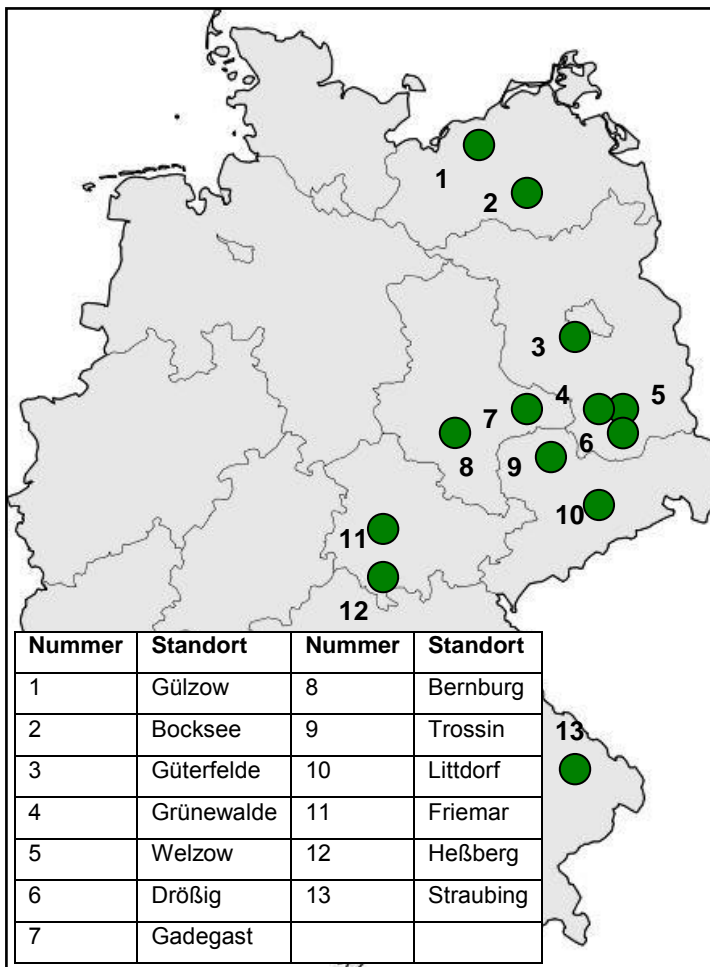 1
2
3
4
5
7
6
8
9
10
11
12
13
Nummer Standort Nummer Standort
1 Gülzow 8 Bernburg
2 Bocksee 9 Trossin
3 Güterfelde 10 Littdorf
4 Grünewalde 11 Friemar
5 Welzow 12 Heßberg
6 Drößig 13 Straubing
7 Gadegast